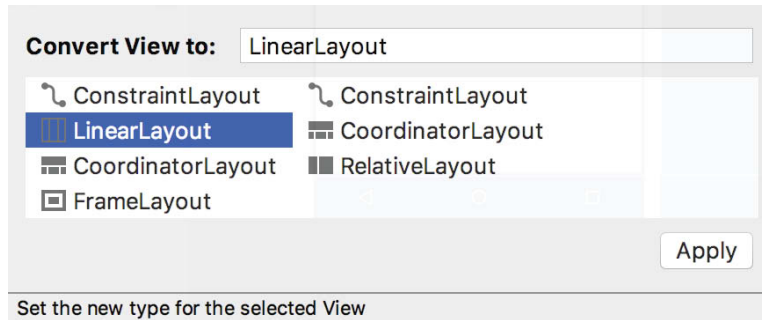 Convert View to: LinearLayout
ConstraintLayout ConstraintLayout
LinearLayout CoordinatorLayout
CoordinatorLayout RelativeLayout
FrameLayout
Apply
Set the new type for the selected View